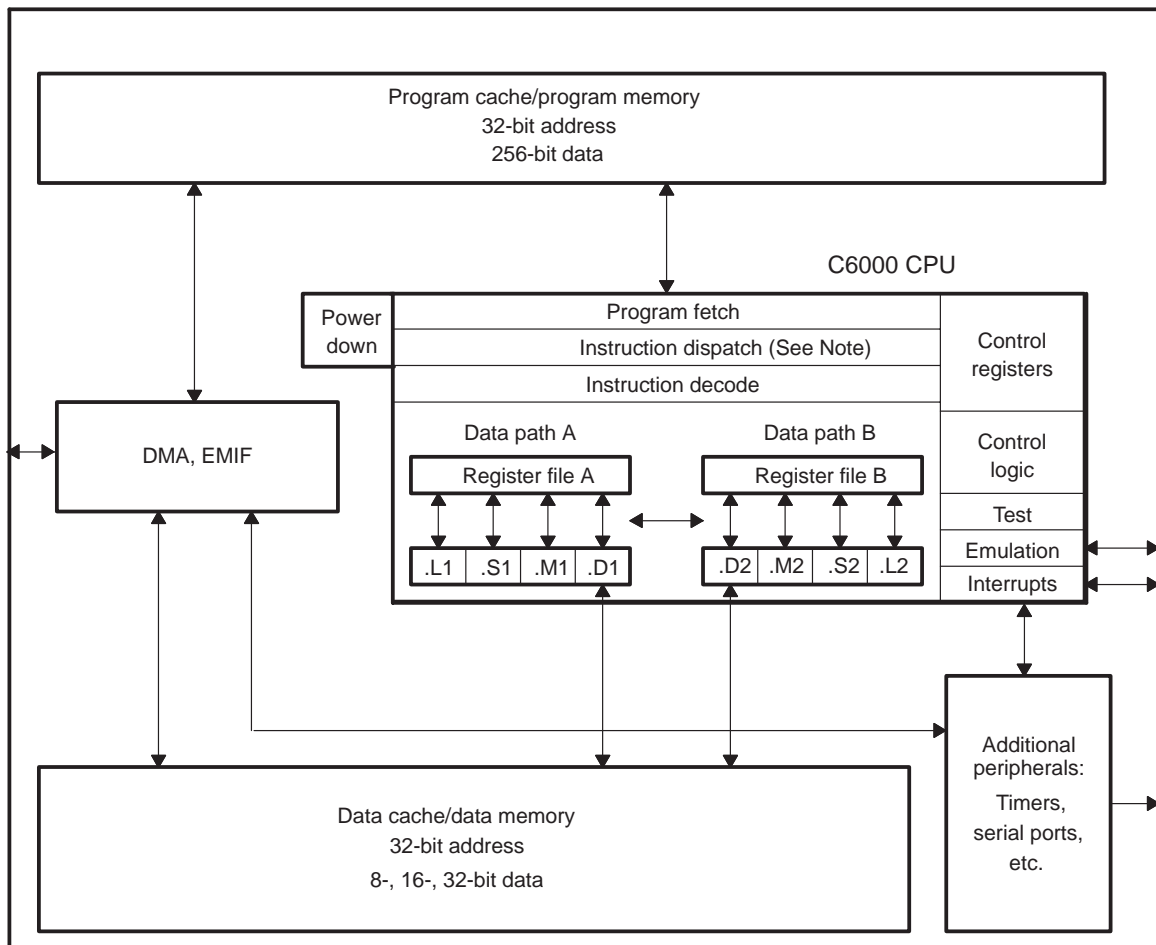 Program cache/program memory
32-bit address
256-bit data
C6000 CPU
Power
down
Program fetch
Instruction dispatch (See Note)
Instruction decode
Control
registers
Data path A
Data path B
DMA, EMIF
Register file A
Register file B
Control
logic
Test
.L1 .S1 .M1 .D1
.D2 .M2 .S2 .L2
Emulation
Interrupts
Data cache/data memory
32-bit address
8-, 16-, 32-bit data
Additional
peripherals:
Timers,
serial ports,
etc.